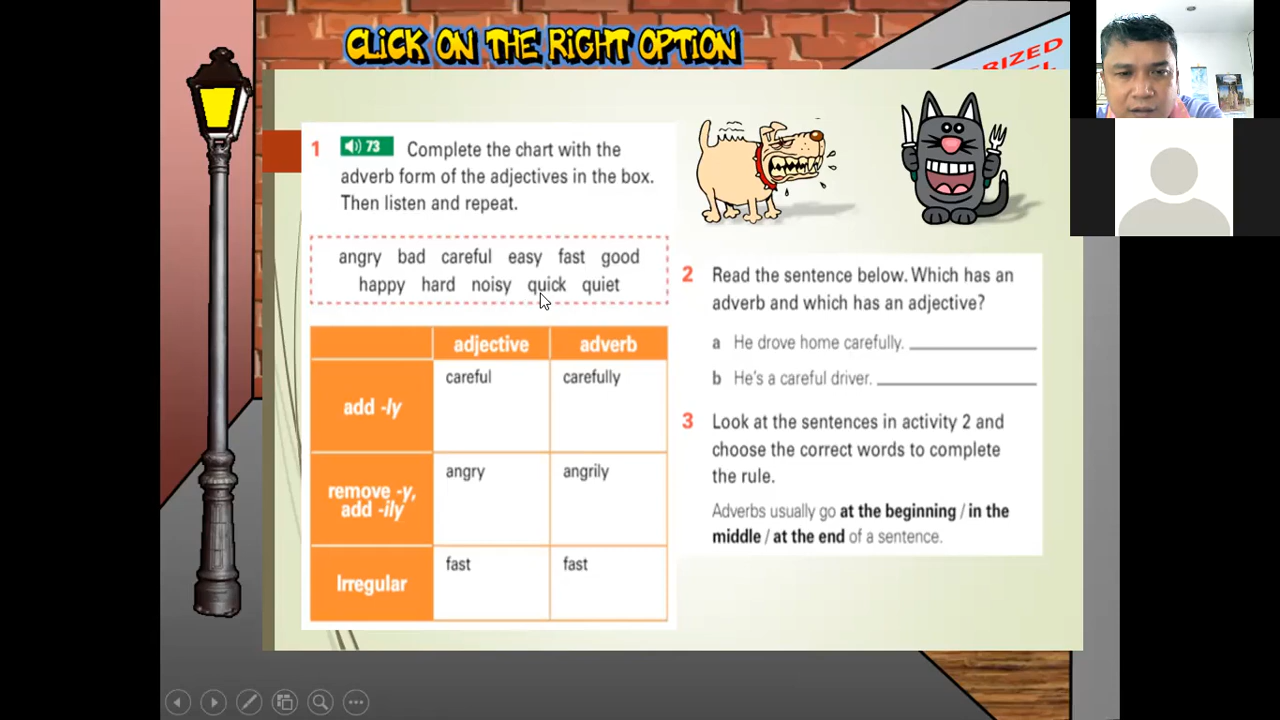 CLICK ON THE RIGHT OPTION
RIZED
1 73 Complete the chart with the
adverb form of the adjectives in the box.
Then listen and repeat.
angry bad careful easy fast good
happy hard noisy quick quiet
adjective adverb
add -ly careful carefully
remove -y,
add -ily
angry angrily
Irregular fast fast
2 Read the sentence below. Which has an
adverb and which has an adjective?
a He drove home carefully.
b He's a careful driver.
3 Look at the sentences in activity 2 and
choose the correct words to complete
the rule.
Adverbs usually go at the beginning / in the
middle / at the end of a sentence.